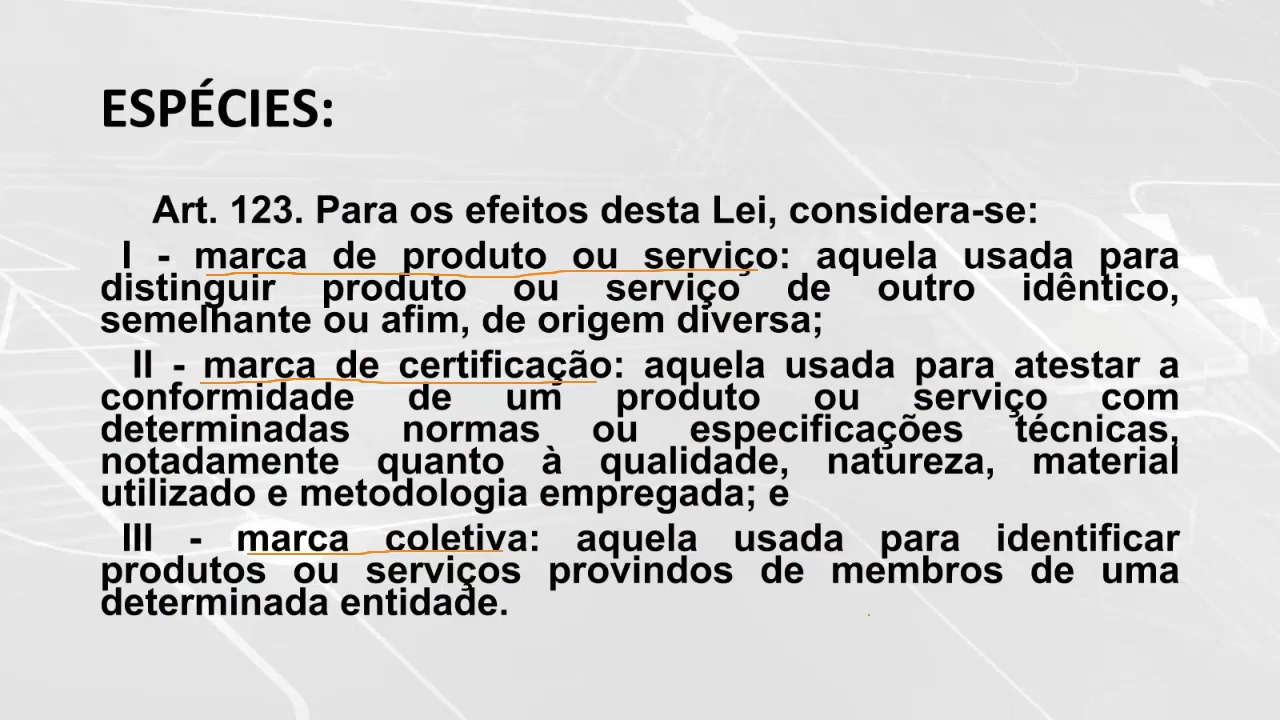 ESPÉCIES:
Art. 123. Para os efeitos desta Lei, considera-se:
I - marca de produto ou serviço: aquela usada para
distinguir produto ou serviço de outro idêntico,
semelhante ou afim, de origem diversa;
II - marca de certificação: aquela usada para atestar a
conformidade de um produto ou serviço com
determinadas normas ou especificações técnicas,
notadamente quanto à qualidade, natureza, material
utilizado e metodologia empregada; e
III - marca coletiva: aquela usada para identificar
produtos ou serviços provindos de membros de uma
determinada entidade.